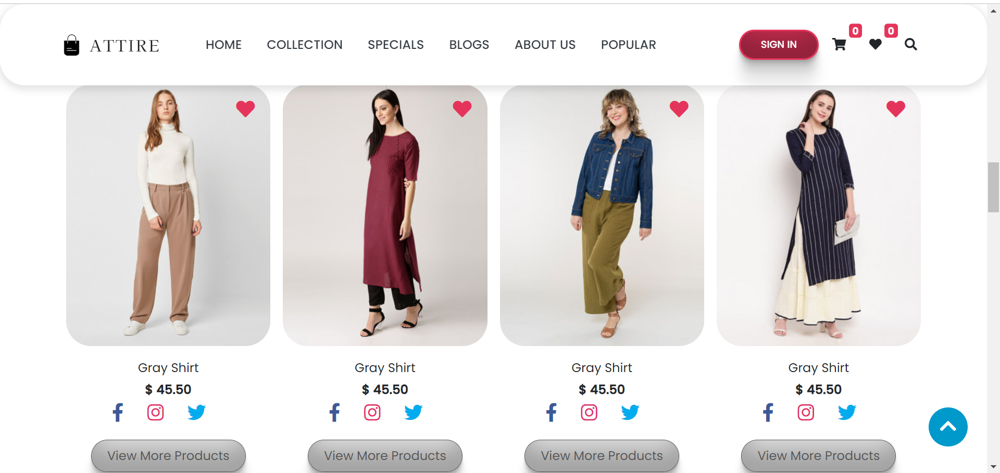 ATTIRE
HOME COLLECTION SPECIALS BLOGS ABOUT US POPULAR
SIGN IN
0 0
Gray Shirt Gray Shirt Gray Shirt Gray Shirt
$ 45.50 $ 45.50 $ 45.50 $ 45.50
View More Products View More Products View More Products View More Products